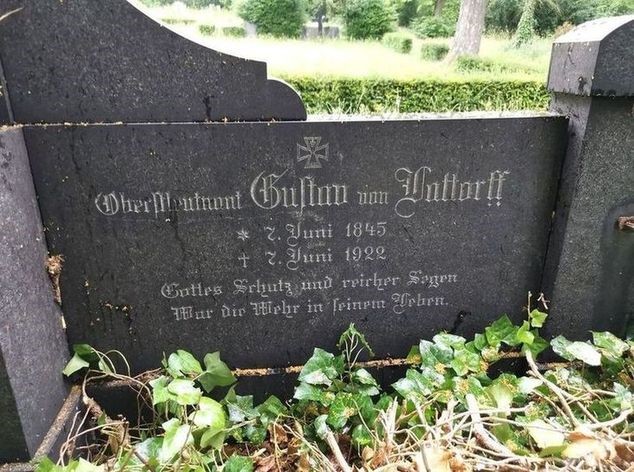 Oberstleutnant Gustav von Vattorff
* 7. Juni 1845
† 7. Juni 1922
Gottes Schutz und reicher Segen
War die Wehr in seinem Leben.